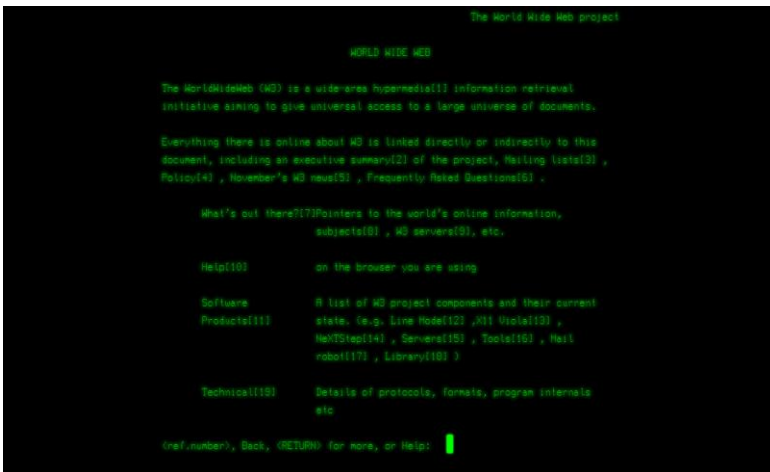 The World Wide Web project
WORLD WIDE WEB
The WorldWideWeb (W3) is a wide-area hypermedia[1] information retrieval
initiative aiming to give universal access to a large universe of documents.
Everything there is online about W3 is linked directly or indirectly to this
document, including an executive summary[2] of the project, Mailing lists[3] ,
Policy[4] , November's W3 news[5] , Frequently Asked Questions[6] .
What's out there?[7]Pointers to the world's online information,
subjects[8] , W3 servers[9], etc.
Help[10] on the browser you are using
Software A list of W3 project components and their current
Products[11] state. (e.g. Line Mode[12] ,X11 Viola[13] ,
NeXTStep[14] , Servers[15] , Tools[16] , Mail
robot[17] , Library[18] )
Technical[19] Details of protocols, formats, program internals
etc
<ref.number>, Back, <RETURN> for more, or Help: